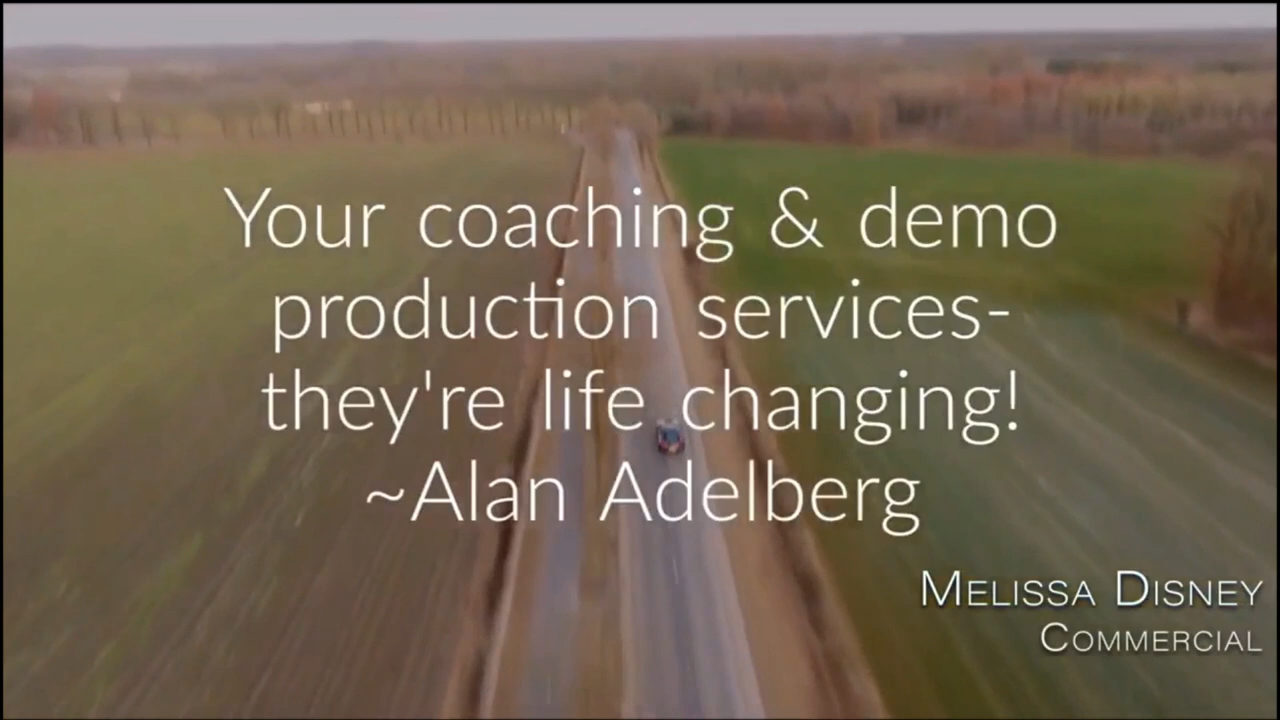 Your coaching & demo
production services-
they're life changing!
~Alan Adelberg
Melissa Disney
Commercial